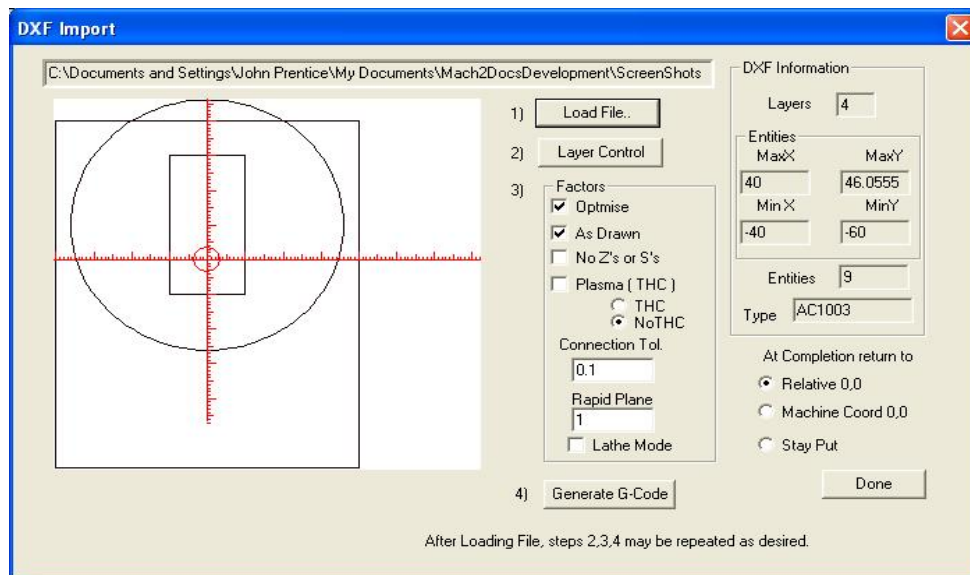 DXF Import
C:\Documents and Settings\John Prentice\My Documents\Mach2DocsDevelopment\ScreenShots
1) Load File..
2) Layer Control
3) Factors
Optmise
As Drawn
No Z's or S's
Plasma ( THC )
THC
NoTHC
Connection Tol.
0.1
Rapid Plane
1
Lathe Mode
4) Generate G-Code
DXF Information
Layers 4
Entities
MaxX MaxY
40 46.0555
Min X MinY
-40 -60
Entities 9
Type AC1003
At Completion return to
Relative 0,0
Machine Coord 0,0
Stay Put
Done
After Loading File, steps 2,3,4 may be repeated as desired.